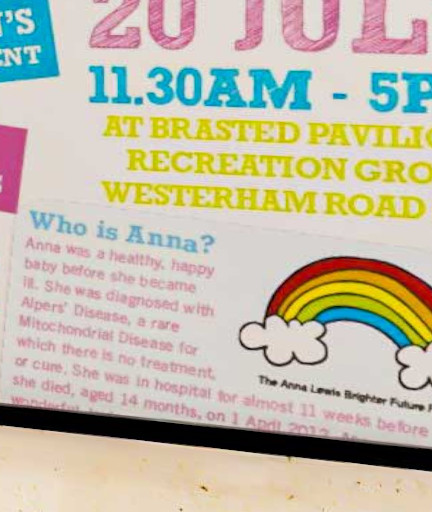 N'S
ENT
20 JUL
11.30AM - 5P
AT BRASTED PAVILIO
RECREATION GRO
WESTERHAM ROAD
S
Who is Anna?
Anna was a healthy, happy
baby before she became
ill. She was diagnosed with
Alpers' Disease, a rare
Mitochondrial Disease for
which there is no treatment,
or cure. She was in hospital for almost 11 weeks before
she died, aged 14 months, on 1 April 2012.
wonderful
The Anna Lewis Brighter Future F